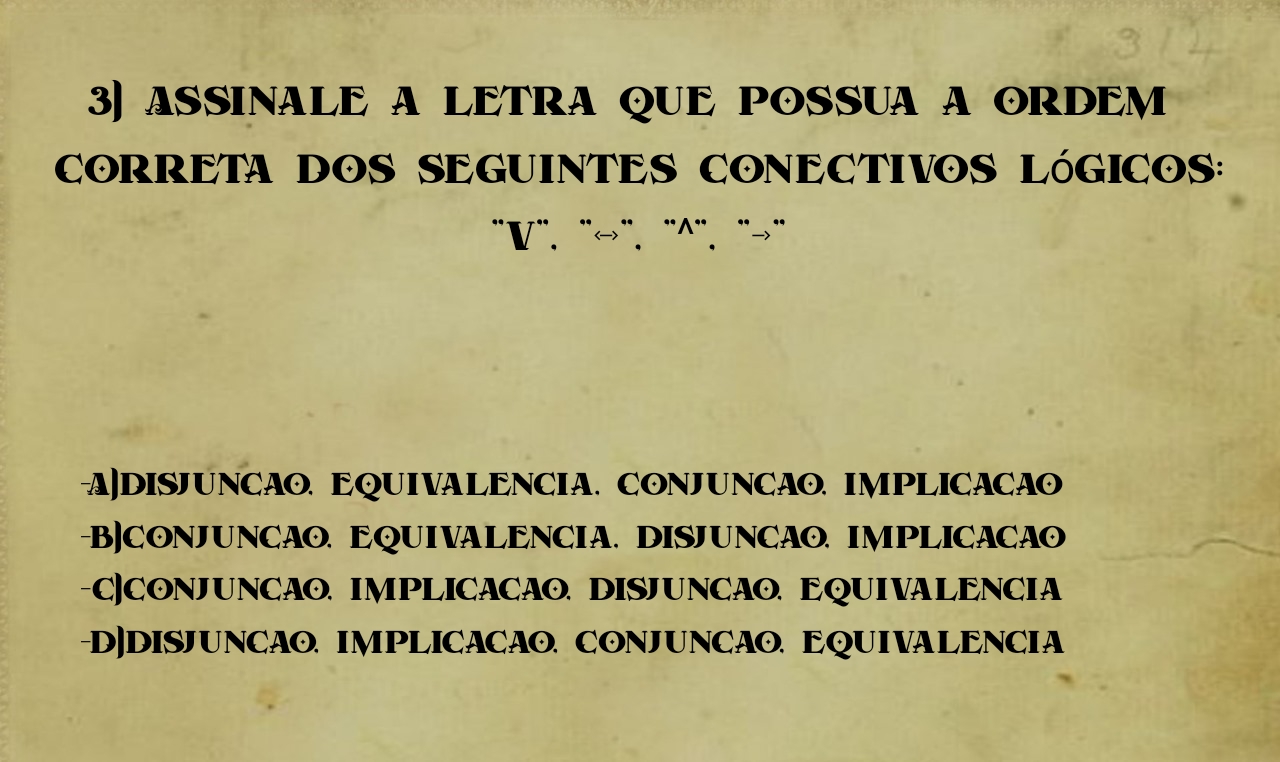 3) ASSINALE A LETRA QUE POSSUA A ORDEM
CORRETA DOS SEGUINTES CONECTIVOS LÓGICOS:
¨V¨, ¨↔¨, ¨^¨, ¨→¨
-A)DISJUNCAO, EQUIVALENCIA, CONJUNCAO, IMPLICACAO
-B)CONJUNCAO, EQUIVALENCIA, DISJUNCAO, IMPLICACAO
-C)CONJUNCAO, IMPLICACAO, DISJUNCAO, EQUIVALENCIA
-D)DISJUNCAO, IMPLICACAO, CONJUNCAO, EQUIVALENCIA